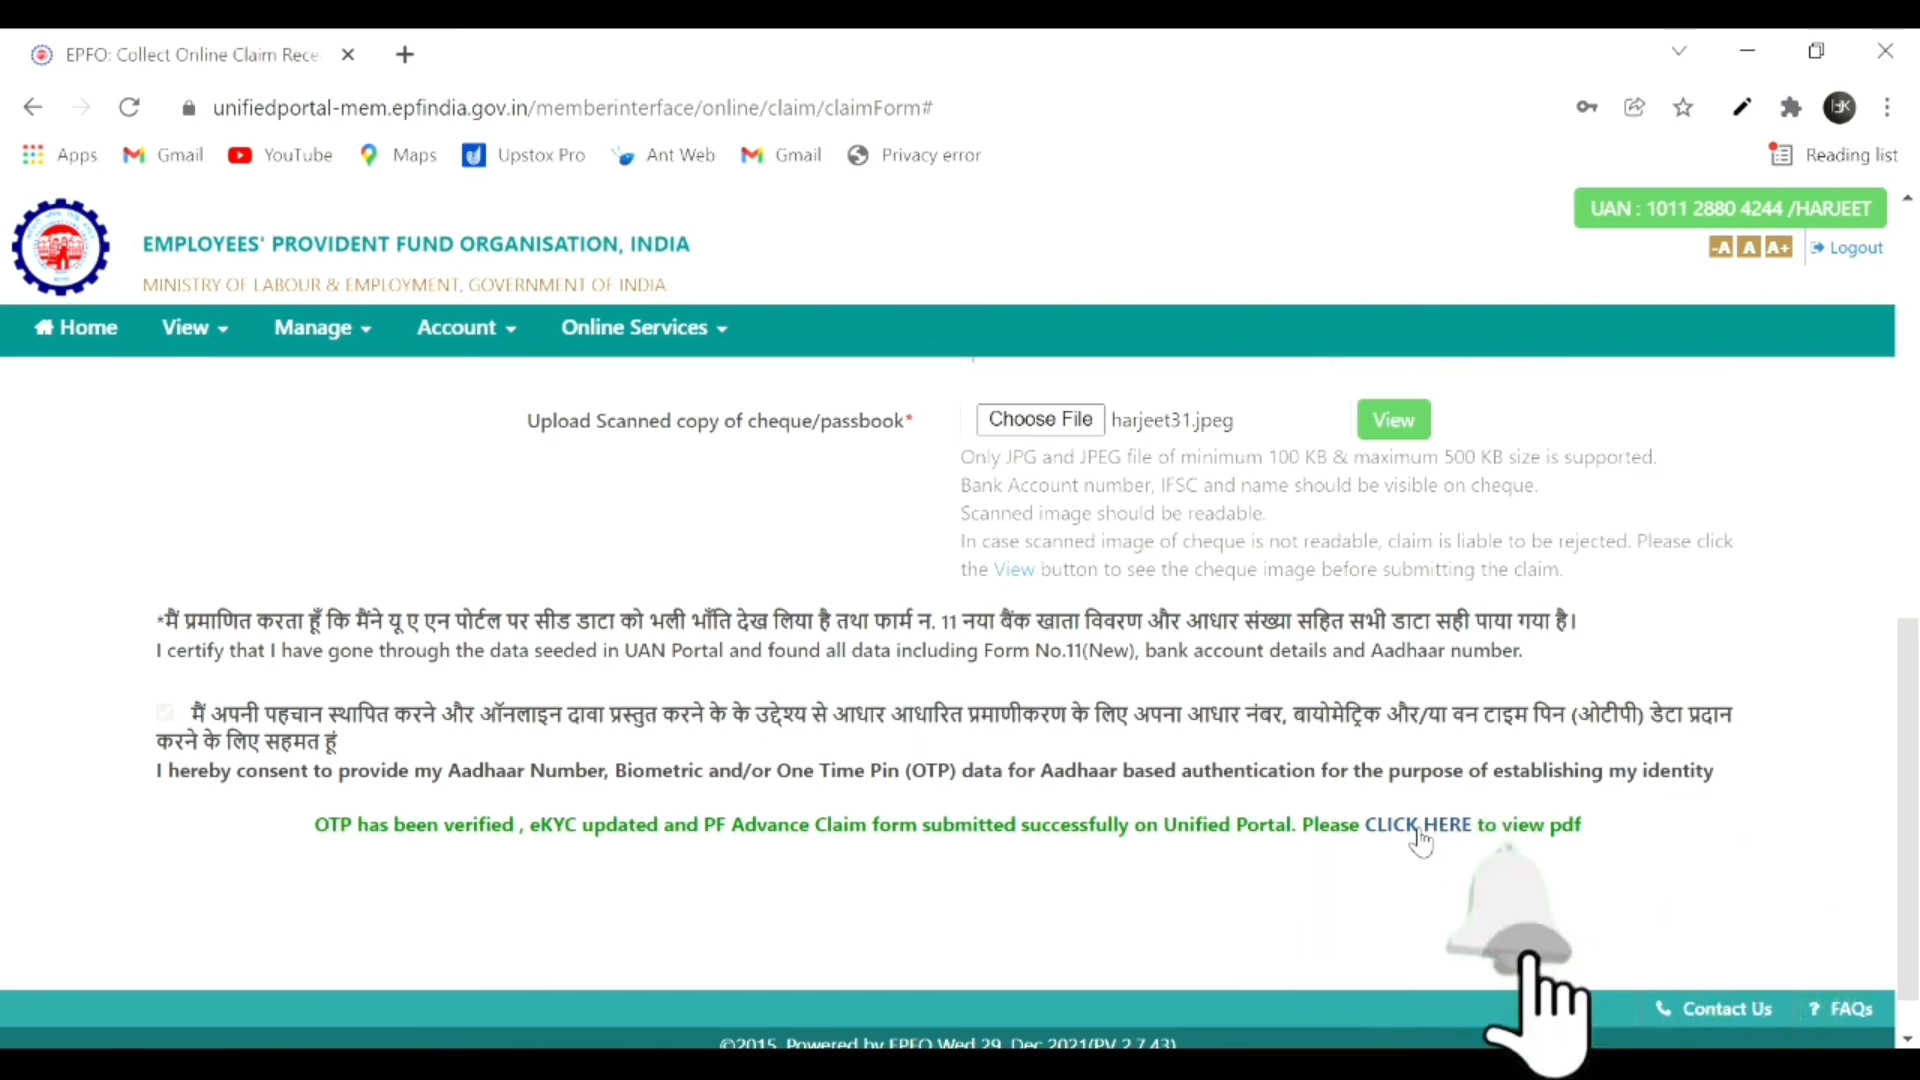 EPFO: Collect Online Claim Rece
unifiedportal-mem.epfindia.gov.in/memberinterface/online/claim/claimForm#
Apps Gmail YouTube Maps Upstox Pro Ant Web Gmail Privacy error Reading list
UAN : 1011 2880 4244 /HARJEET
EMPLOYEES' PROVIDENT FUND ORGANISATION, INDIA
-A A A+ Logout
MINISTRY OF LABOUR & EMPLOYMENT, GOVERNMENT OF INDIA
Home View Manage Account Online Services
Upload Scanned copy of cheque/passbook* Choose File harjeet31.jpeg View
Only JPG and JPEG file of minimum 100 KB & maximum 500 KB size is supported.
Bank Account number, IFSC and name should be visible on cheque.
Scanned image should be readable.
In case scanned image of cheque is not readable, claim is liable to be rejected. Please click
the View button to see the cheque image before submitting the claim.
*मैं प्रमाणित करता हूँ कि मैंने यू ए एन पोर्टल पर सीड डाटा को भली भाँति देख लिया है तथा फार्म न. 11 नया बैंक खाता विवरण और आधार संख्या सहित सभी डाटा सही पाया गया है।
I certify that I have gone through the data seeded in UAN Portal and found all data including Form No.11(New), bank account details and Aadhaar number.
मैं अपनी पहचान स्थापित करने और ऑनलाइन दावा प्रस्तुत करने के के उद्देश्य से आधार आधारित प्रमाणीकरण के लिए अपना आधार नंबर, बायोमेट्रिक और/या वन टाइम पिन (ओटीपी) डेटा प्रदान
करने के लिए सहमत हूं
I hereby consent to provide my Aadhaar Number, Biometric and/or One Time Pin (OTP) data for Aadhaar based authentication for the purpose of establishing my identity
OTP has been verified , eKYC updated and PF Advance Claim form submitted successfully on Unified Portal. Please CLICK HERE to view pdf
Contact Us ? FAQs
©2015. Powered by EPFO Wed 29, Dec 2021(PV 2.7.43)